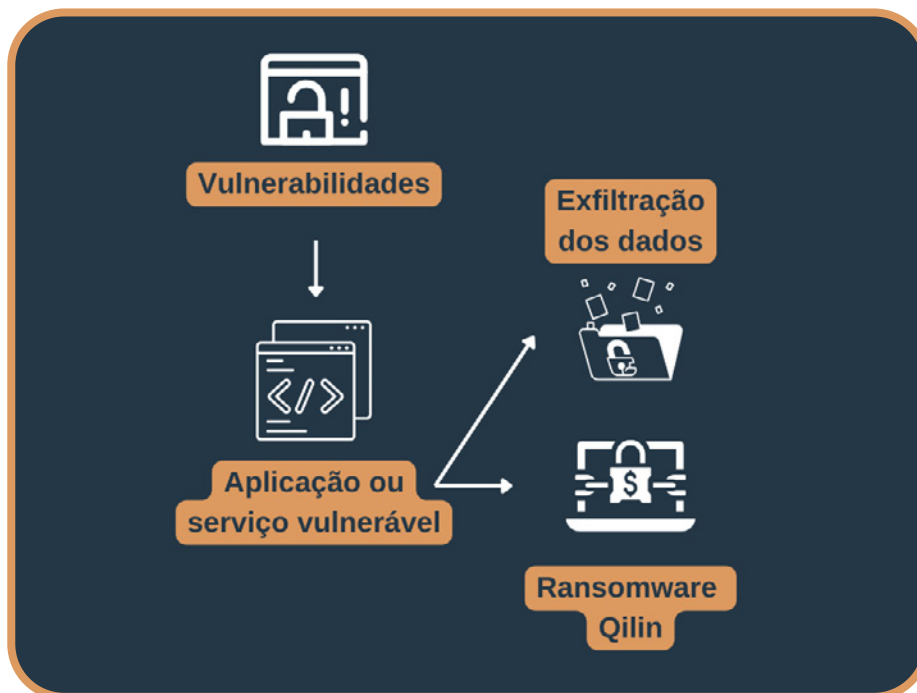 Vulnerabilidades
Exfiltração
dos dados
</>
Aplicação ou
serviço vulnerável
$
Ransomware
Qilin